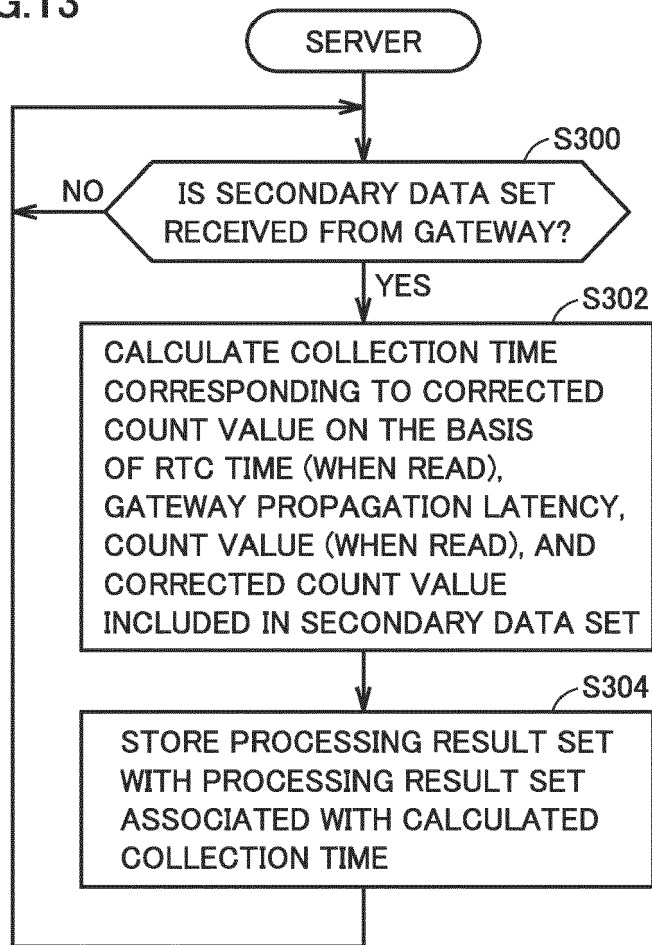 G.13
SERVER
S300
NO
IS SECONDARY DATA SET
RECEIVED FROM GATEWAY?
YES
S302
CALCULATE COLLECTION TIME
CORRESPONDING TO CORRECTED
COUNT VALUE ON THE BASIS
OF RTC TIME (WHEN READ),
GATEWAY PROPAGATION LATENCY,
COUNT VALUE (WHEN READ), AND
CORRECTED COUNT VALUE
INCLUDED IN SECONDARY DATA SET
S304
STORE PROCESSING RESULT SET
WITH PROCESSING RESULT SET
ASSOCIATED WITH CALCULATED
COLLECTION TIME